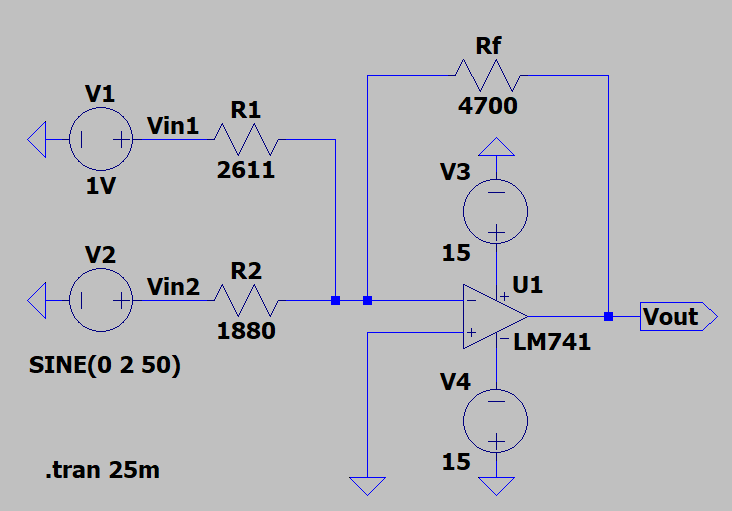 Rf
4700
V1
Vin1
R1
1V
2611
V3
15
V2
Vin2
R2
1880
SINE(0 2 50)
U1
LM741
Vout
V4
15
.tran 25m